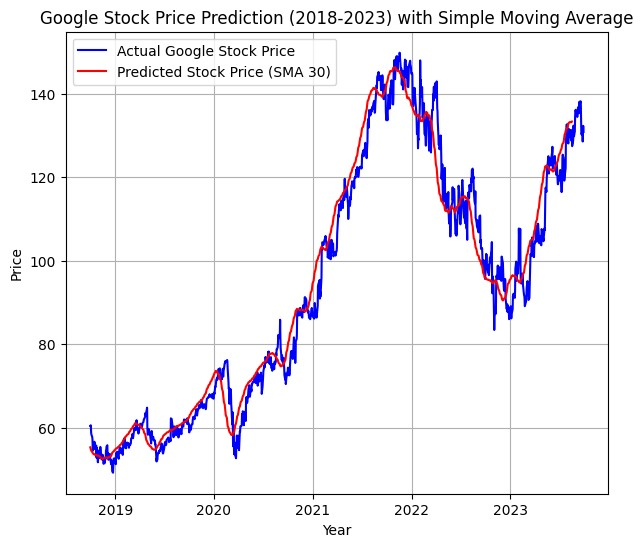 Google Stock Price Prediction (2018-2023) with Simple Moving Average
Actual Google Stock Price
Predicted Stock Price (SMA 30)
Price
140
120
100
80
60
2019 2020 2021 2022 2023
Year